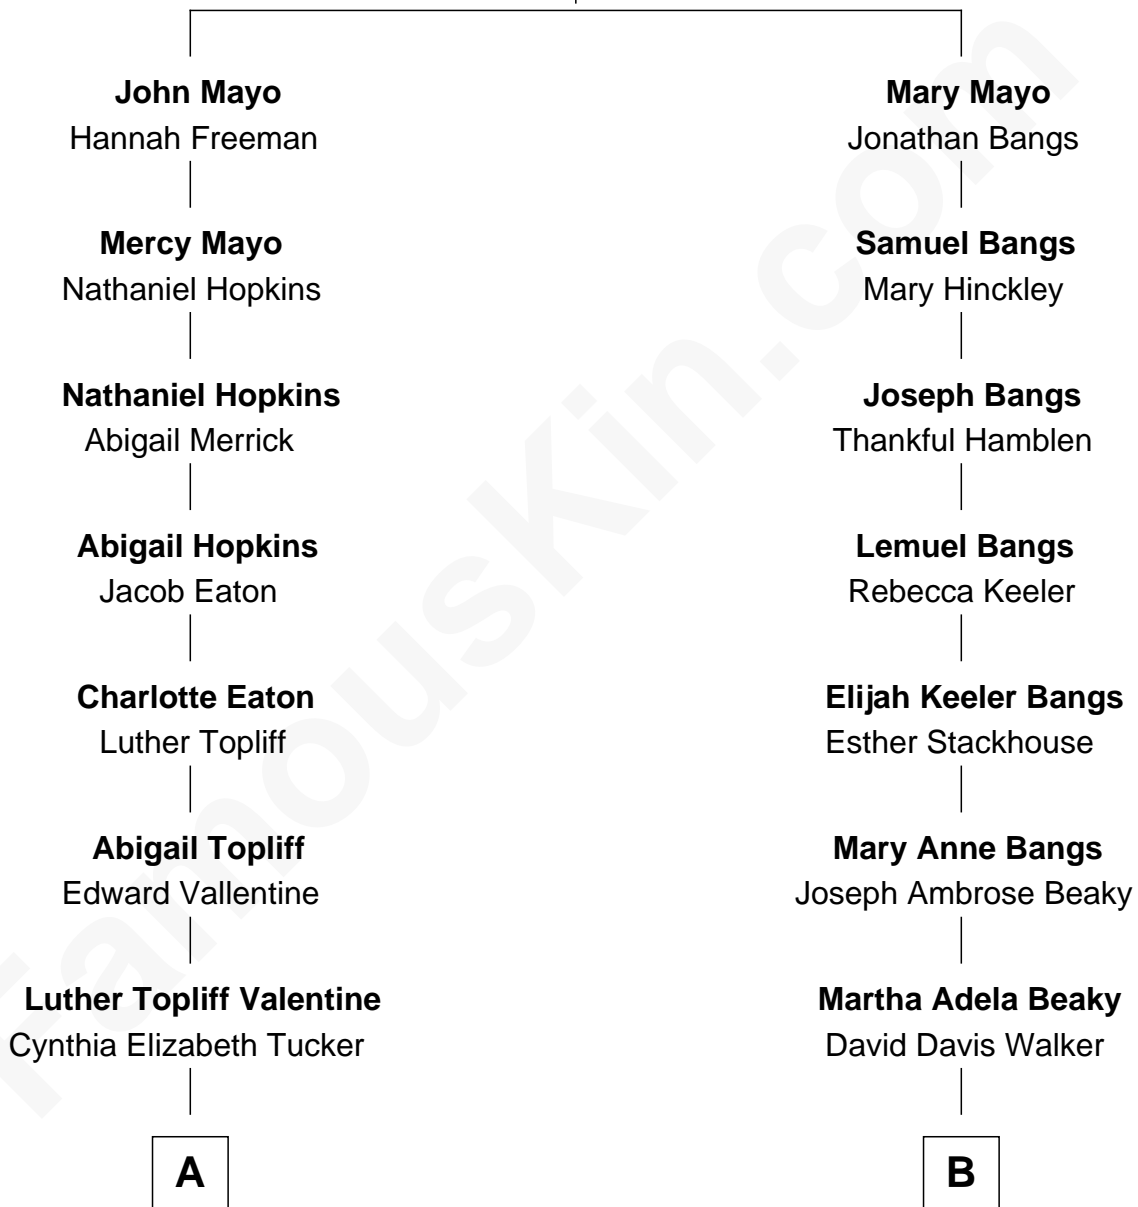 John Mayo
Hannah Freeman
Mary Mayo
Jonathan Bangs
Mercy Mayo
Nathaniel Hopkins
Samuel Bangs
Mary Hinckley
Nathaniel Hopkins
Abigail Merrick
Joseph Bangs
Thankful Hamblen
Abigail Hopkins
Jacob Eaton
Lemuel Bangs
Rebecca Keeler
Charlotte Eaton
Luther Topliff
Elijah Keeler Bangs
Esther Stackhouse
Abigail Topliff
Edward Vallentine
Mary Anne Bangs
Joseph Ambrose Beaky
Luther Topliff Valentine
Cynthia Elizabeth Tucker
Martha Adela Beaky
David Davis Walker
A
B
FamousKin.com